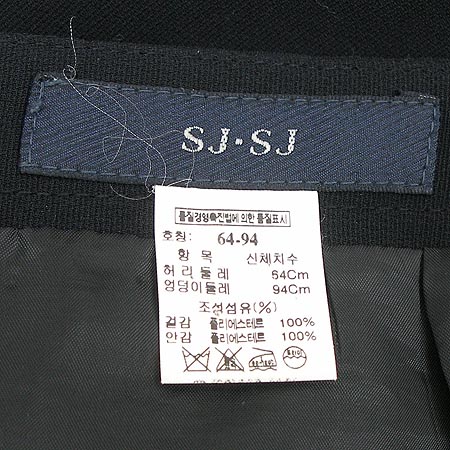 SJ·SJ
품질경영촉진법에 의한 품질표시
호칭: 64-94
항 목 신체치수
허리둘레 64Cm
엉덩이둘레 94Cm
조성섬유(%)
겉감 폴리에스테르 100%
안감 폴리에스테르 100%